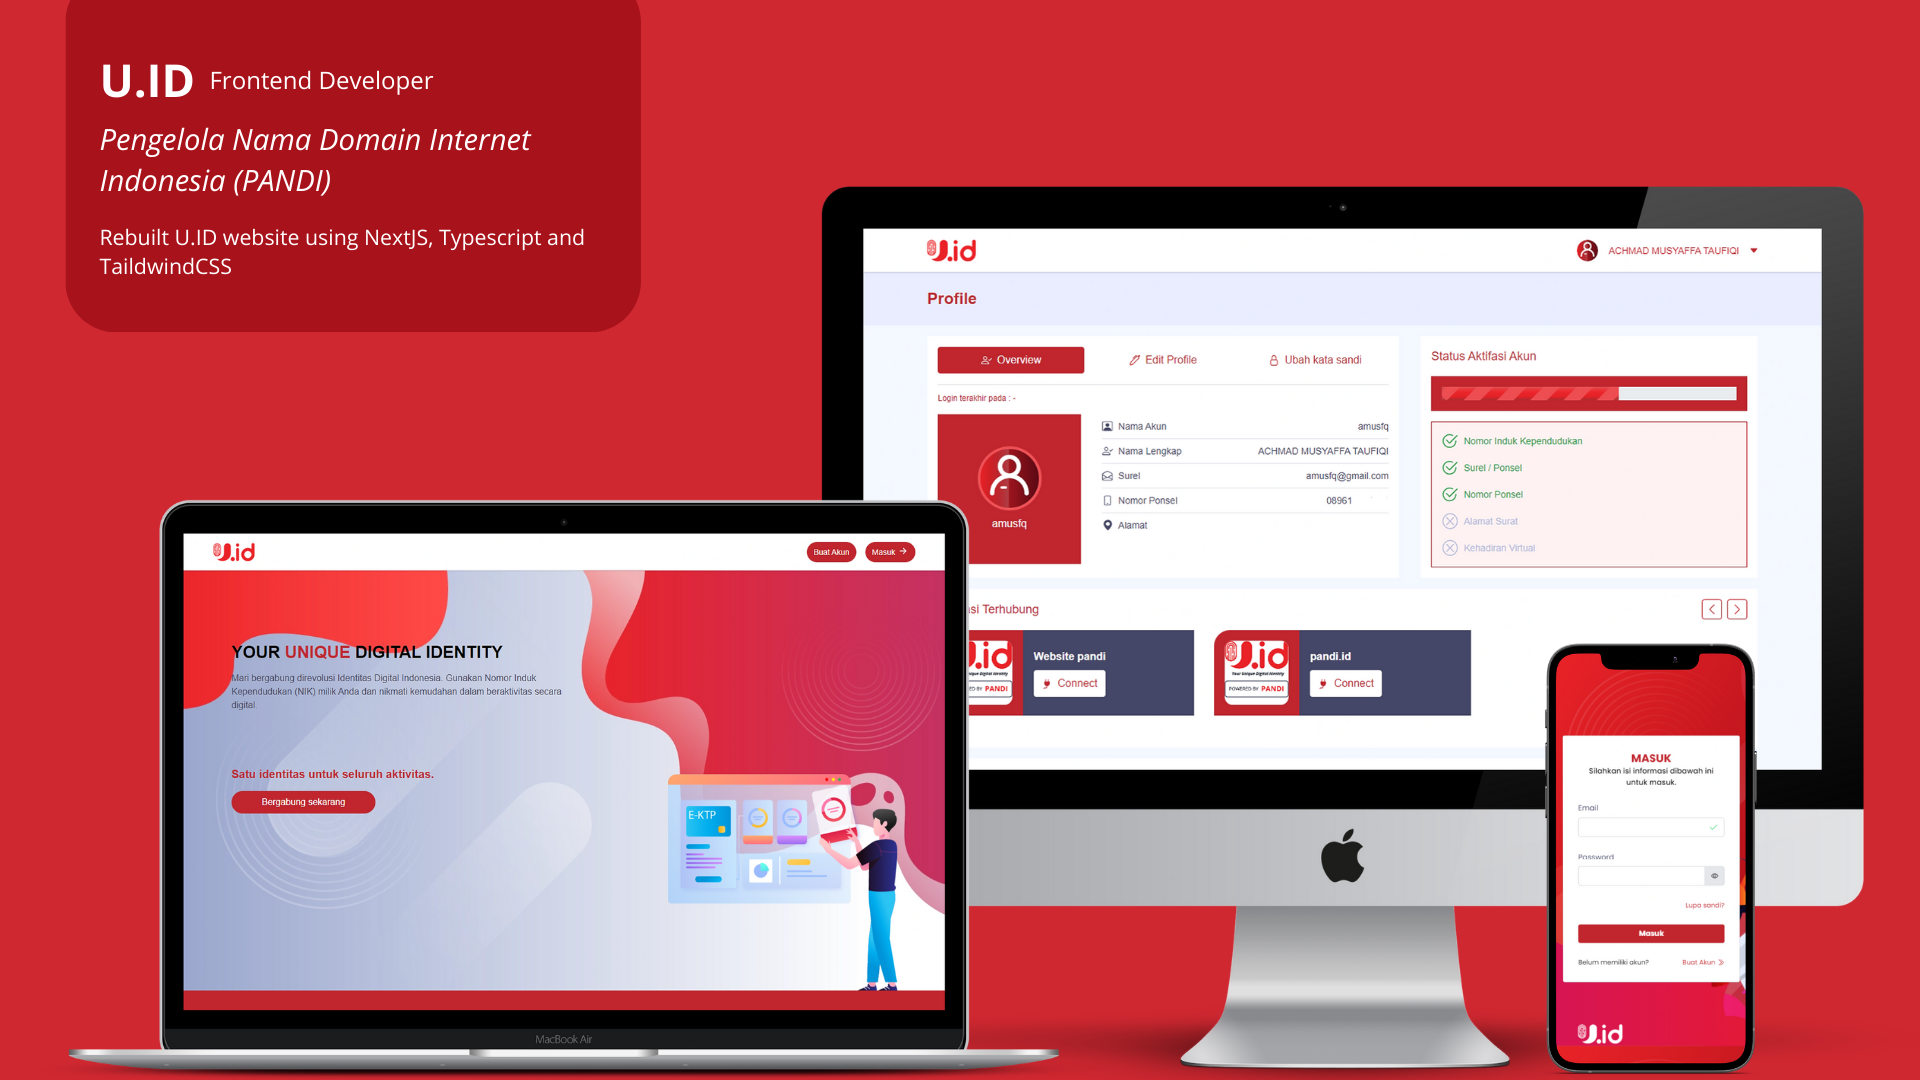 U.ID Frontend Developer
Pengelola Nama Domain Internet
Indonesia (PANDI)
Rebuilt U.ID website using NextJS, Typescript and
TaildwindCSS
U.id
ACHMAD MUSYAFFA TAUFIQI
Profile
Overview
Edit Profile
Ubah kata sandi
Login terakhir pada : -
amusfq
Nama Akun amusfq
Nama Lengkap ACHMAD MUSYAFFA TAUFIQI
Surel amusfq@gmail.com
Nomor Ponsel 08961
Alamat
Status Aktifasi Akun
Nomor Induk Kependudukan
Surel / Ponsel
Nomor Ponsel
Alamat Surat
Kehadiran Virtual
si Terhubung
U.id
PANDI
Website pandi
Connect
U.id
Your Unique Digital Identity
POWERED BY PANDI
pandi.id
Connect
U.id
Buat Akun
Masuk
YOUR UNIQUE DIGITAL IDENTITY
Mari bergabung direvolusi Identitas Digital Indonesia. Gunakan Nomor Induk
Kependudukan (NIK) milik Anda dan nikmati kemudahan dalam beraktivitas secara
digital.
Satu identitas untuk seluruh aktivitas.
Bergabung sekarang
E-KTP
MacBook Air
MASUK
Silahkan isi informasi dibawah ini
untuk masuk.
Email
Password
Lupa sandi?
Masuk
Belum memiliki akun? Buat Akun
U.id